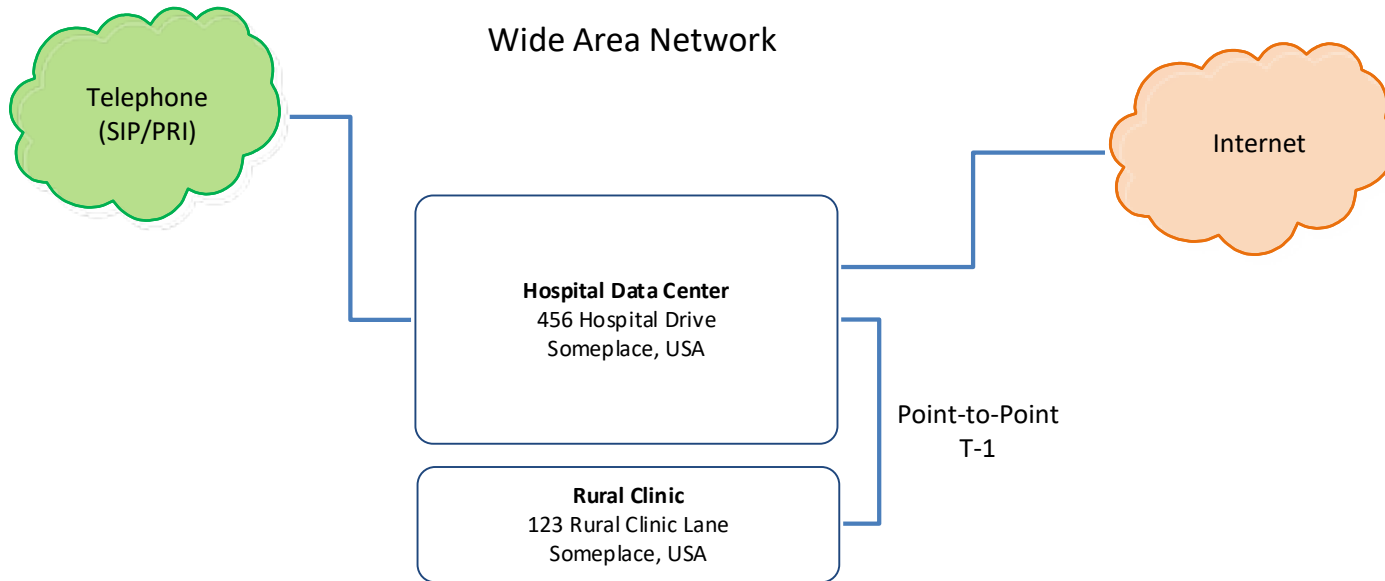 Wide Area Network
Telephone
(SIP/PRI)
Internet
Hospital Data Center
456 Hospital Drive
Someplace, USA
Point-to-Point
T-1
Rural Clinic
123 Rural Clinic Lane
Someplace, USA